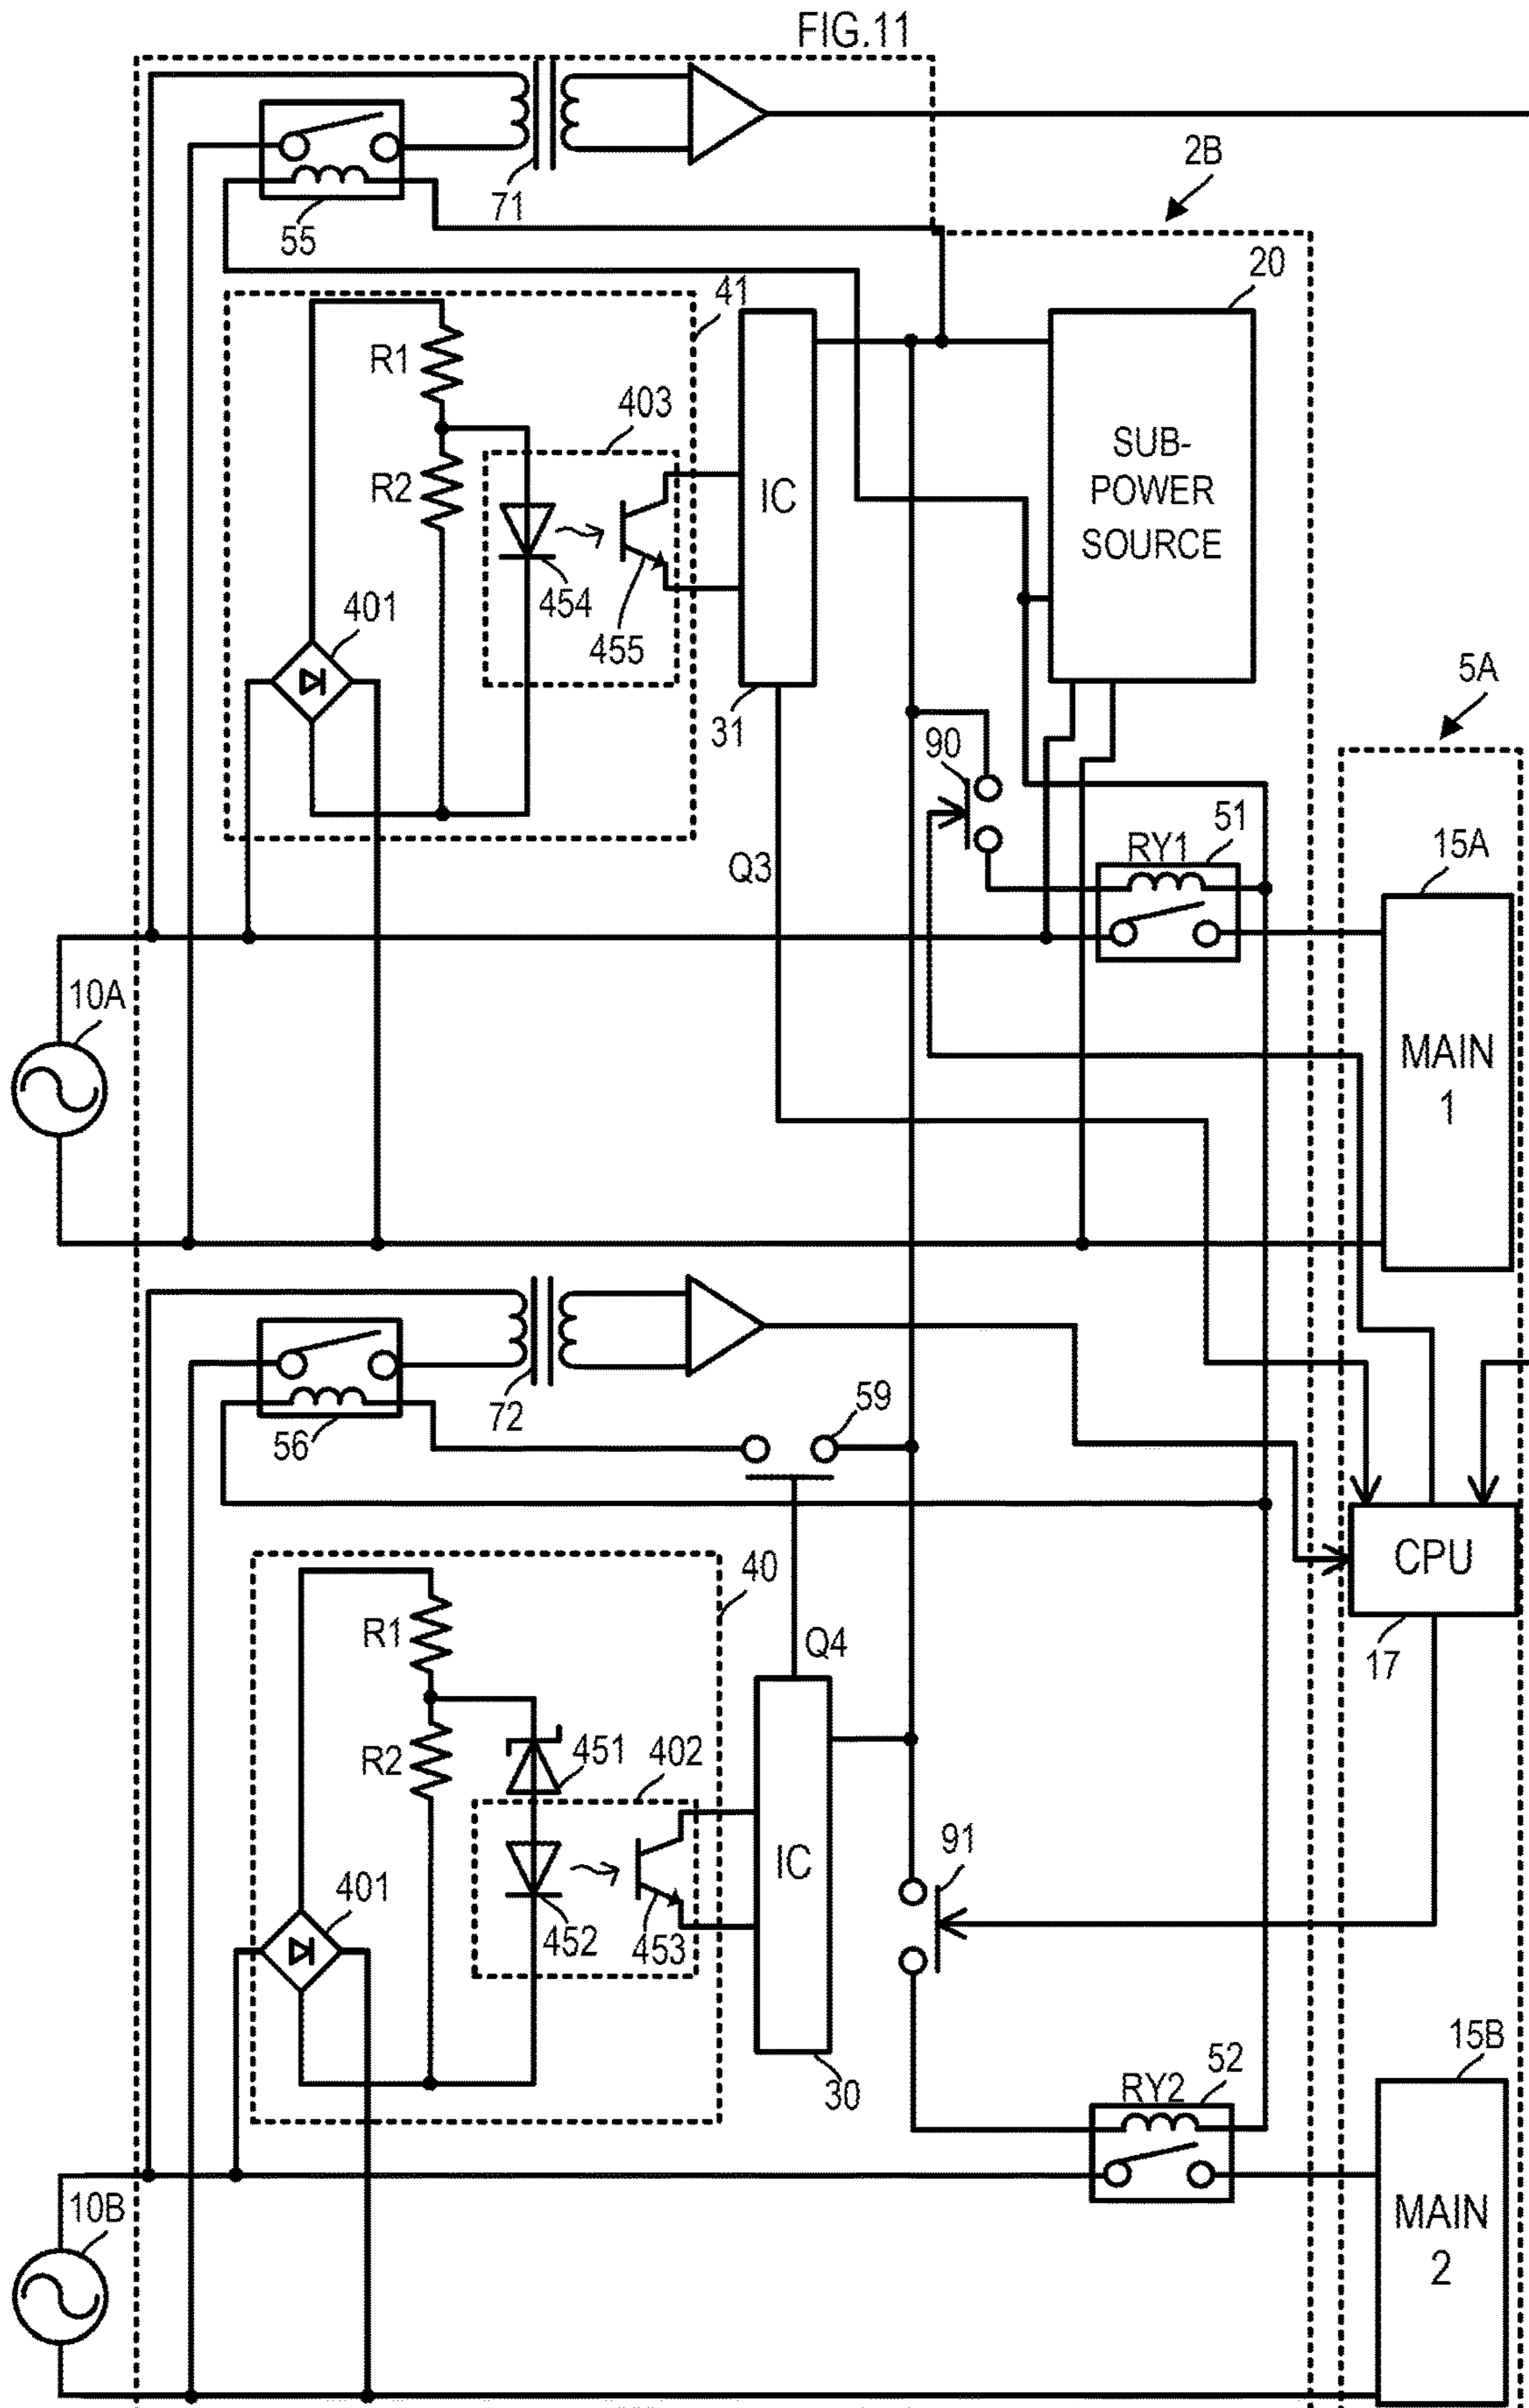 FIG.11
2B
71
55
20
41
R1
403
SUB-
POWER
SOURCE
R2
IC
454
401
455
5A
31
90
51
RY1
15A
Q3
10A
MAIN
1
59
72
56
CPU
40
R1
Q4
17
451
402
R2
91
IC
401
452
453
52
15B
30
RY2
10B
MAIN
2